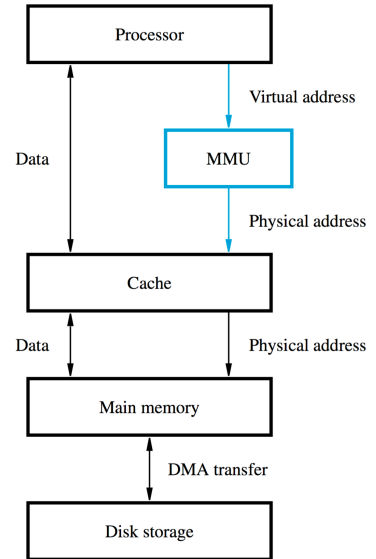 Processor
Virtual address
Data
MMU
Physical address
Cache
Data
Physical address
Main memory
DMA transfer
Disk storage